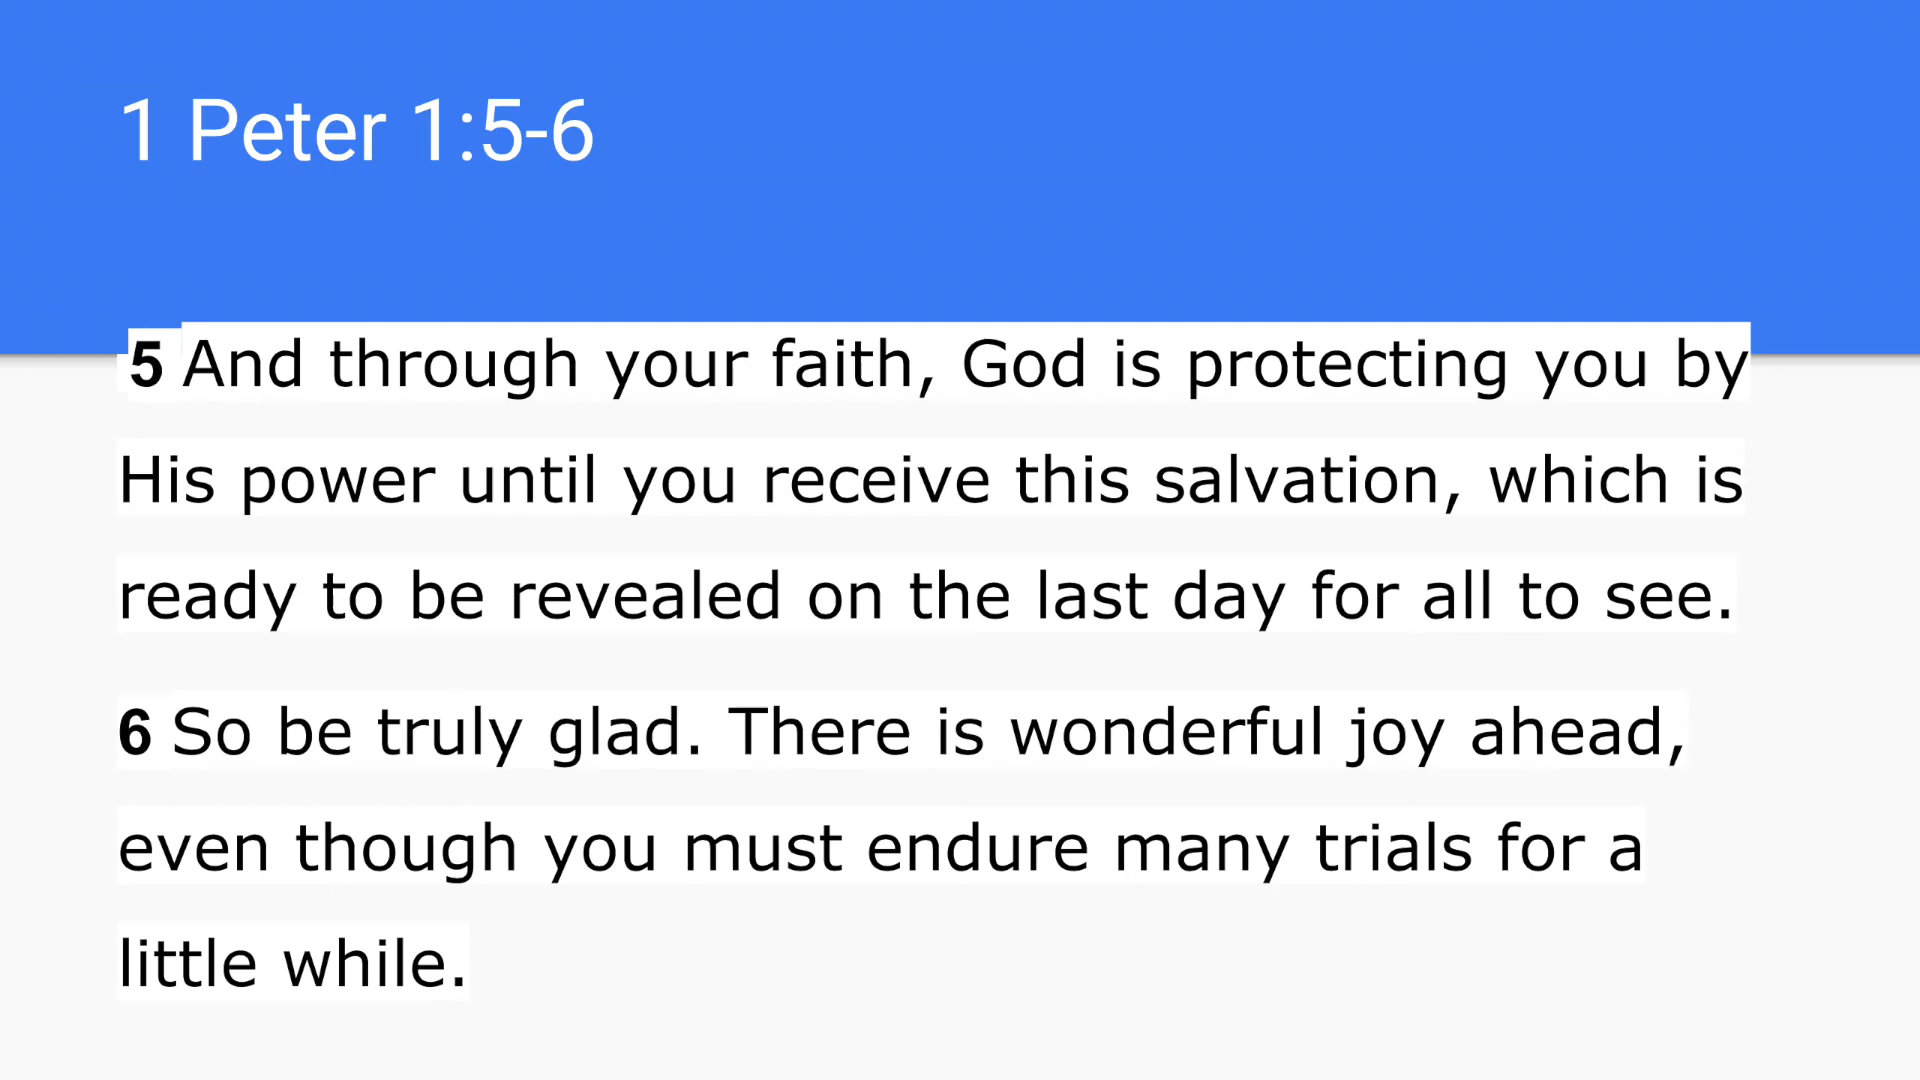 1 Peter 1:5-6
5 And through your faith, God is protecting you by
His power until you receive this salvation, which is
ready to be revealed on the last day for all to see.
6 So be truly glad. There is wonderful joy ahead,
even though you must endure many trials for a
little while.